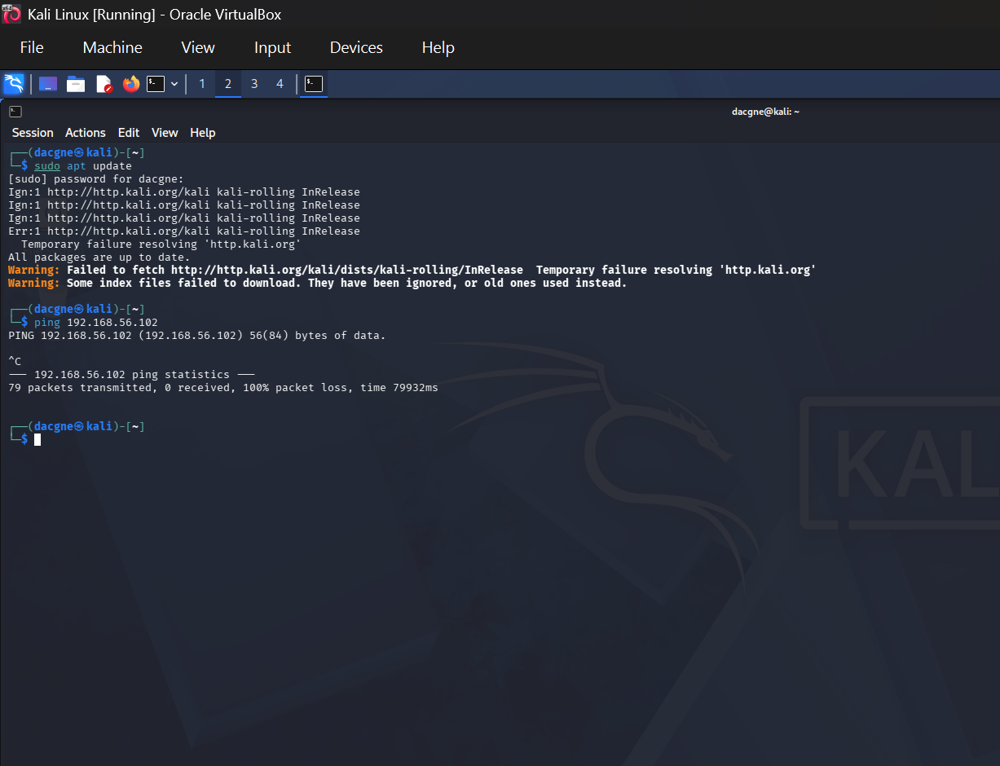 Kali Linux [Running] - Oracle VirtualBox
File Machine View Input Devices Help
1 2 3 4
dacgne@kali: ~
Session Actions Edit View Help
┌──(dacgne㉿kali)-[~]
└─$ sudo apt update
[sudo] password for dacgne:
Ign:1 http://http.kali.org/kali kali-rolling InRelease
Ign:1 http://http.kali.org/kali kali-rolling InRelease
Ign:1 http://http.kali.org/kali kali-rolling InRelease
Err:1 http://http.kali.org/kali kali-rolling InRelease
  Temporary failure resolving 'http.kali.org'
All packages are up to date.
Warning: Failed to fetch http://http.kali.org/kali/dists/kali-rolling/InRelease  Temporary failure resolving 'http.kali.org'
Warning: Some index files failed to download. They have been ignored, or old ones used instead.
┌──(dacgne㉿kali)-[~]
└─$ ping 192.168.56.102
PING 192.168.56.102 (192.168.56.102) 56(84) bytes of data.
^C
--- 192.168.56.102 ping statistics ---
79 packets transmitted, 0 received, 100% packet loss, time 79932ms
┌──(dacgne㉿kali)-[~]
└─$
KAL